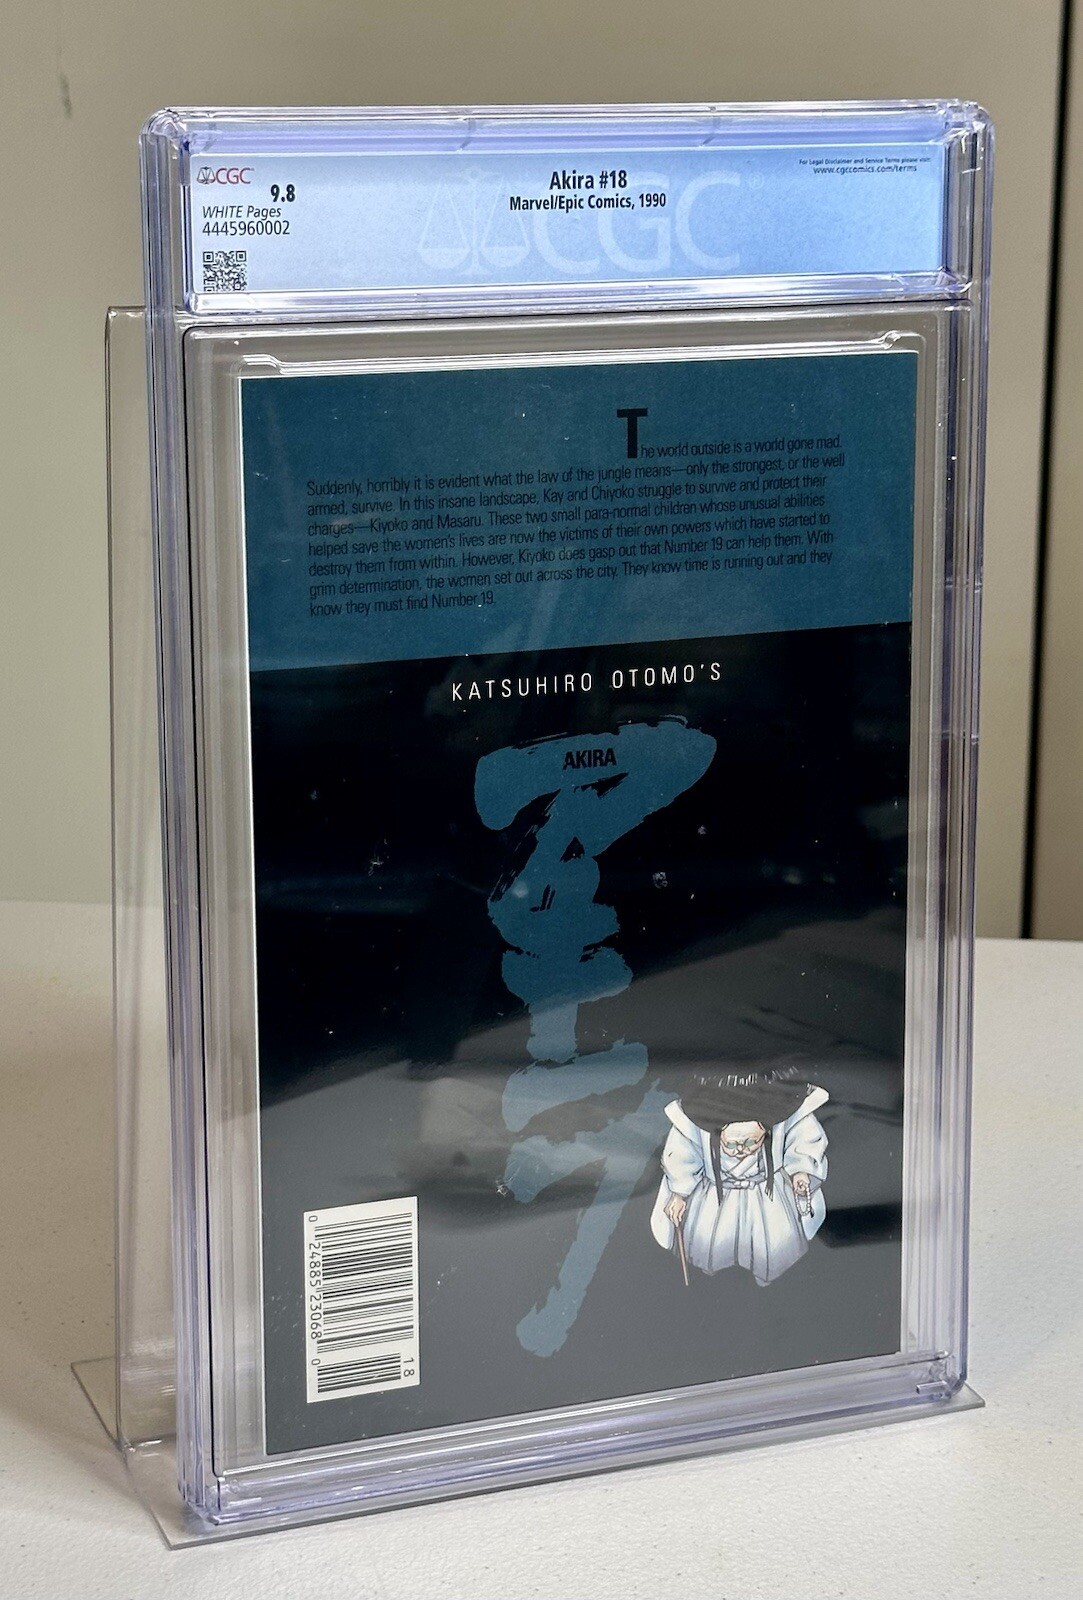 CGC
9.8
WHITE Pages
4445960002
Akira #18
Marvel/Epic Comics, 1990
For Legal Disclaimer and Service Terms please visit
www.cgccomics.com/terms
CGC®
The world outside is a world gone mad.
Suddenly, horribly it is evident what the law of the jungle means—only the strongest, or the well
armed, survive. In this insane landscape, Kay and Chiyoko struggle to survive and protect their
charges—Kiyoko and Masaru. These two small para-normal children whose unusual abilities
helped save the women's lives are now the victims of their own powers which have started to
destroy them from within. However, Kiyoko does gasp out that Number 19 can help them. With
grim determination, the women set out across the city. They know time is running out and they
know they must find Number 19.
KATSUHIRO OTOMO'S
AKIRA
アキラ
0 24885 23068 0
18